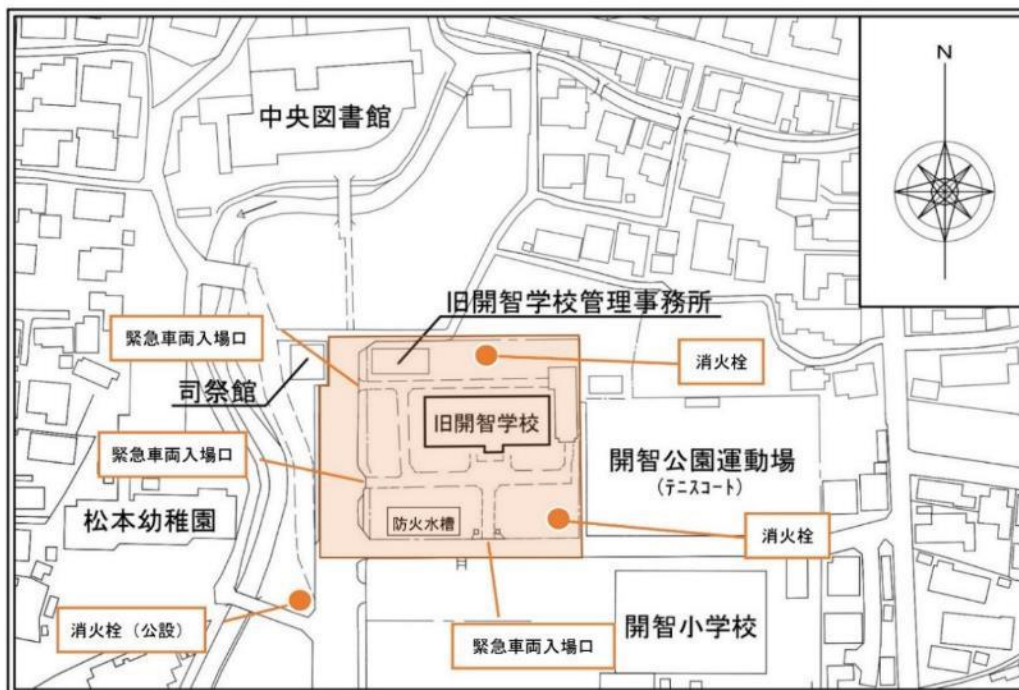 中央図書館
N
旧開智学校管理事務所
緊急車両入場口
消火栓
司祭館
旧開智学校
緊急車両入場口
開智公園運動場
(テニスコート)
松本幼稚園
防火水槽
消火栓
消火栓（公設）
緊急車両入場口
開智小学校